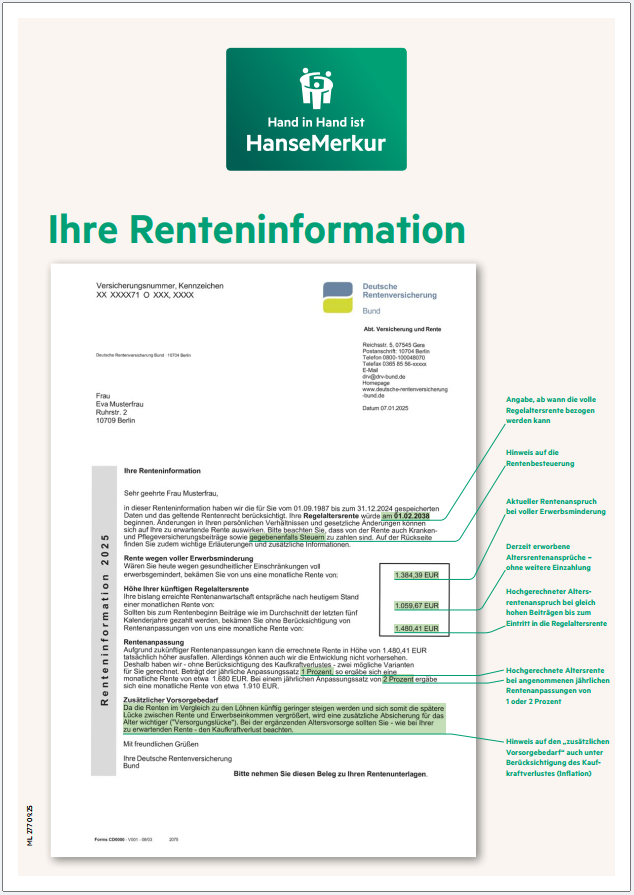 Hand in Hand ist
HanseMerkur
Ihre Renteninformation
Versicherungsnummer, Kennzeichen
XX XXXX71 O XXX, XXXX
Deutsche
Rentenversicherung
Bund
Abt. Versicherung und Rente
Reichsstr. 5, 07545 Gera
Postanschrift: 10704 Berlin
Telefon 0800-100048070
Telefax 0365 85 56-xxxxx
E-Mail
drv@drv-bund.de
Homepage
www.deutsche-rentenversicherung
-bund.de
Datum 07.01.2025
Deutsche Rentenversicherung Bund · 10704 Berlin
Frau
Eva Musterfrau
Ruhrstr. 2
10709 Berlin
Renteninformation 2025
Ihre Renteninformation
Sehr geehrte Frau Musterfrau,
in dieser Renteninformation haben wir die für Sie vom 01.09.1987 bis zum 31.12.2024 gespeicherten
Daten und das geltende Rentenrecht berücksichtigt. Ihre Regelaltersrente würde am 01.02.2038
beginnen. Änderungen in Ihren persönlichen Verhältnissen und gesetzliche Änderungen können
sich auf Ihre zu erwartende Rente auswirken. Bitte beachten Sie, dass von der Rente auch Kranken-
und Pflegeversicherungsbeiträge sowie gegebenenfalls Steuern zu zahlen sind. Auf der Rückseite
finden Sie zudem wichtige Erläuterungen und zusätzliche Informationen.
Rente wegen voller Erwerbsminderung
Wären Sie heute wegen gesundheitlicher Einschränkungen voll
erwerbsgemindert, bekämen Sie von uns eine monatliche Rente von:
1.384,39 EUR
Höhe Ihrer künftigen Regelaltersrente
Ihre bislang erreichte Rentenanwartschaft entspräche nach heutigem Stand
einer monatlichen Rente von:
1.059,67 EUR
Sollten bis zum Rentenbeginn Beiträge wie im Durchschnitt der letzten fünf
Kalenderjahre gezahlt werden, bekämen Sie ohne Berücksichtigung von
Rentenanpassungen von uns eine monatliche Rente von:
1.480,41 EUR
Rentenanpassung
Aufgrund zukünftiger Rentenanpassungen kann die errechnete Rente in Höhe von 1.480,41 EUR
tatsächlich höher ausfallen. Allerdings können auch wir die Entwicklung nicht vorhersehen.
Deshalb haben wir - ohne Berücksichtigung des Kaufkraftverlustes - zwei mögliche Varianten
für Sie gerechnet. Beträgt der jährliche Anpassungssatz 1 Prozent, so ergäbe sich eine
monatliche Rente von etwa 1.680 EUR. Bei einem jährlichen Anpassungssatz von 2 Prozent ergäbe
sich eine monatliche Rente von etwa 1.910 EUR.
Zusätzlicher Vorsorgebedarf
Da die Renten im Vergleich zu den Löhnen künftig geringer steigen werden und sich somit die spätere
Lücke zwischen Rente und Erwerbseinkommen vergrößert, wird eine zusätzliche Absicherung für das
Alter wichtiger ("Versorgungslücke"). Bei der ergänzenden Altersvorsorge sollten Sie - wie bei Ihrer
zu erwartenden Rente - den Kaufkraftverlust beachten.
Mit freundlichen Grüßen
Ihre Deutsche Rentenversicherung
Bund
Bitte nehmen Sie diesen Beleg zu Ihren Rentenunterlagen.
Forms CD5000 - V001 - 08/03 2070
Angabe, ab wann die volle
Regelaltersrente bezogen
werden kann
Hinweis auf die
Rentenbesteuerung
Aktueller Rentenanspruch
bei voller Erwerbsminderung
Derzeit erworbene
Altersrentenansprüche –
ohne weitere Einzahlung
Hochgerechneter Alters-
rentenanspruch bei gleich
hohen Beiträgen bis zum
Eintritt in die Regelaltersrente
Hochgerechnete Altersrente
bei angenommenen jährlichen
Rentenanpassungen von
1 oder 2 Prozent
Hinweis auf den „zusätzlichen
Vorsorgebedarf“ auch unter
Berücksichtigung des Kauf-
kraftverlustes (Inflation)
ML 277 09.25